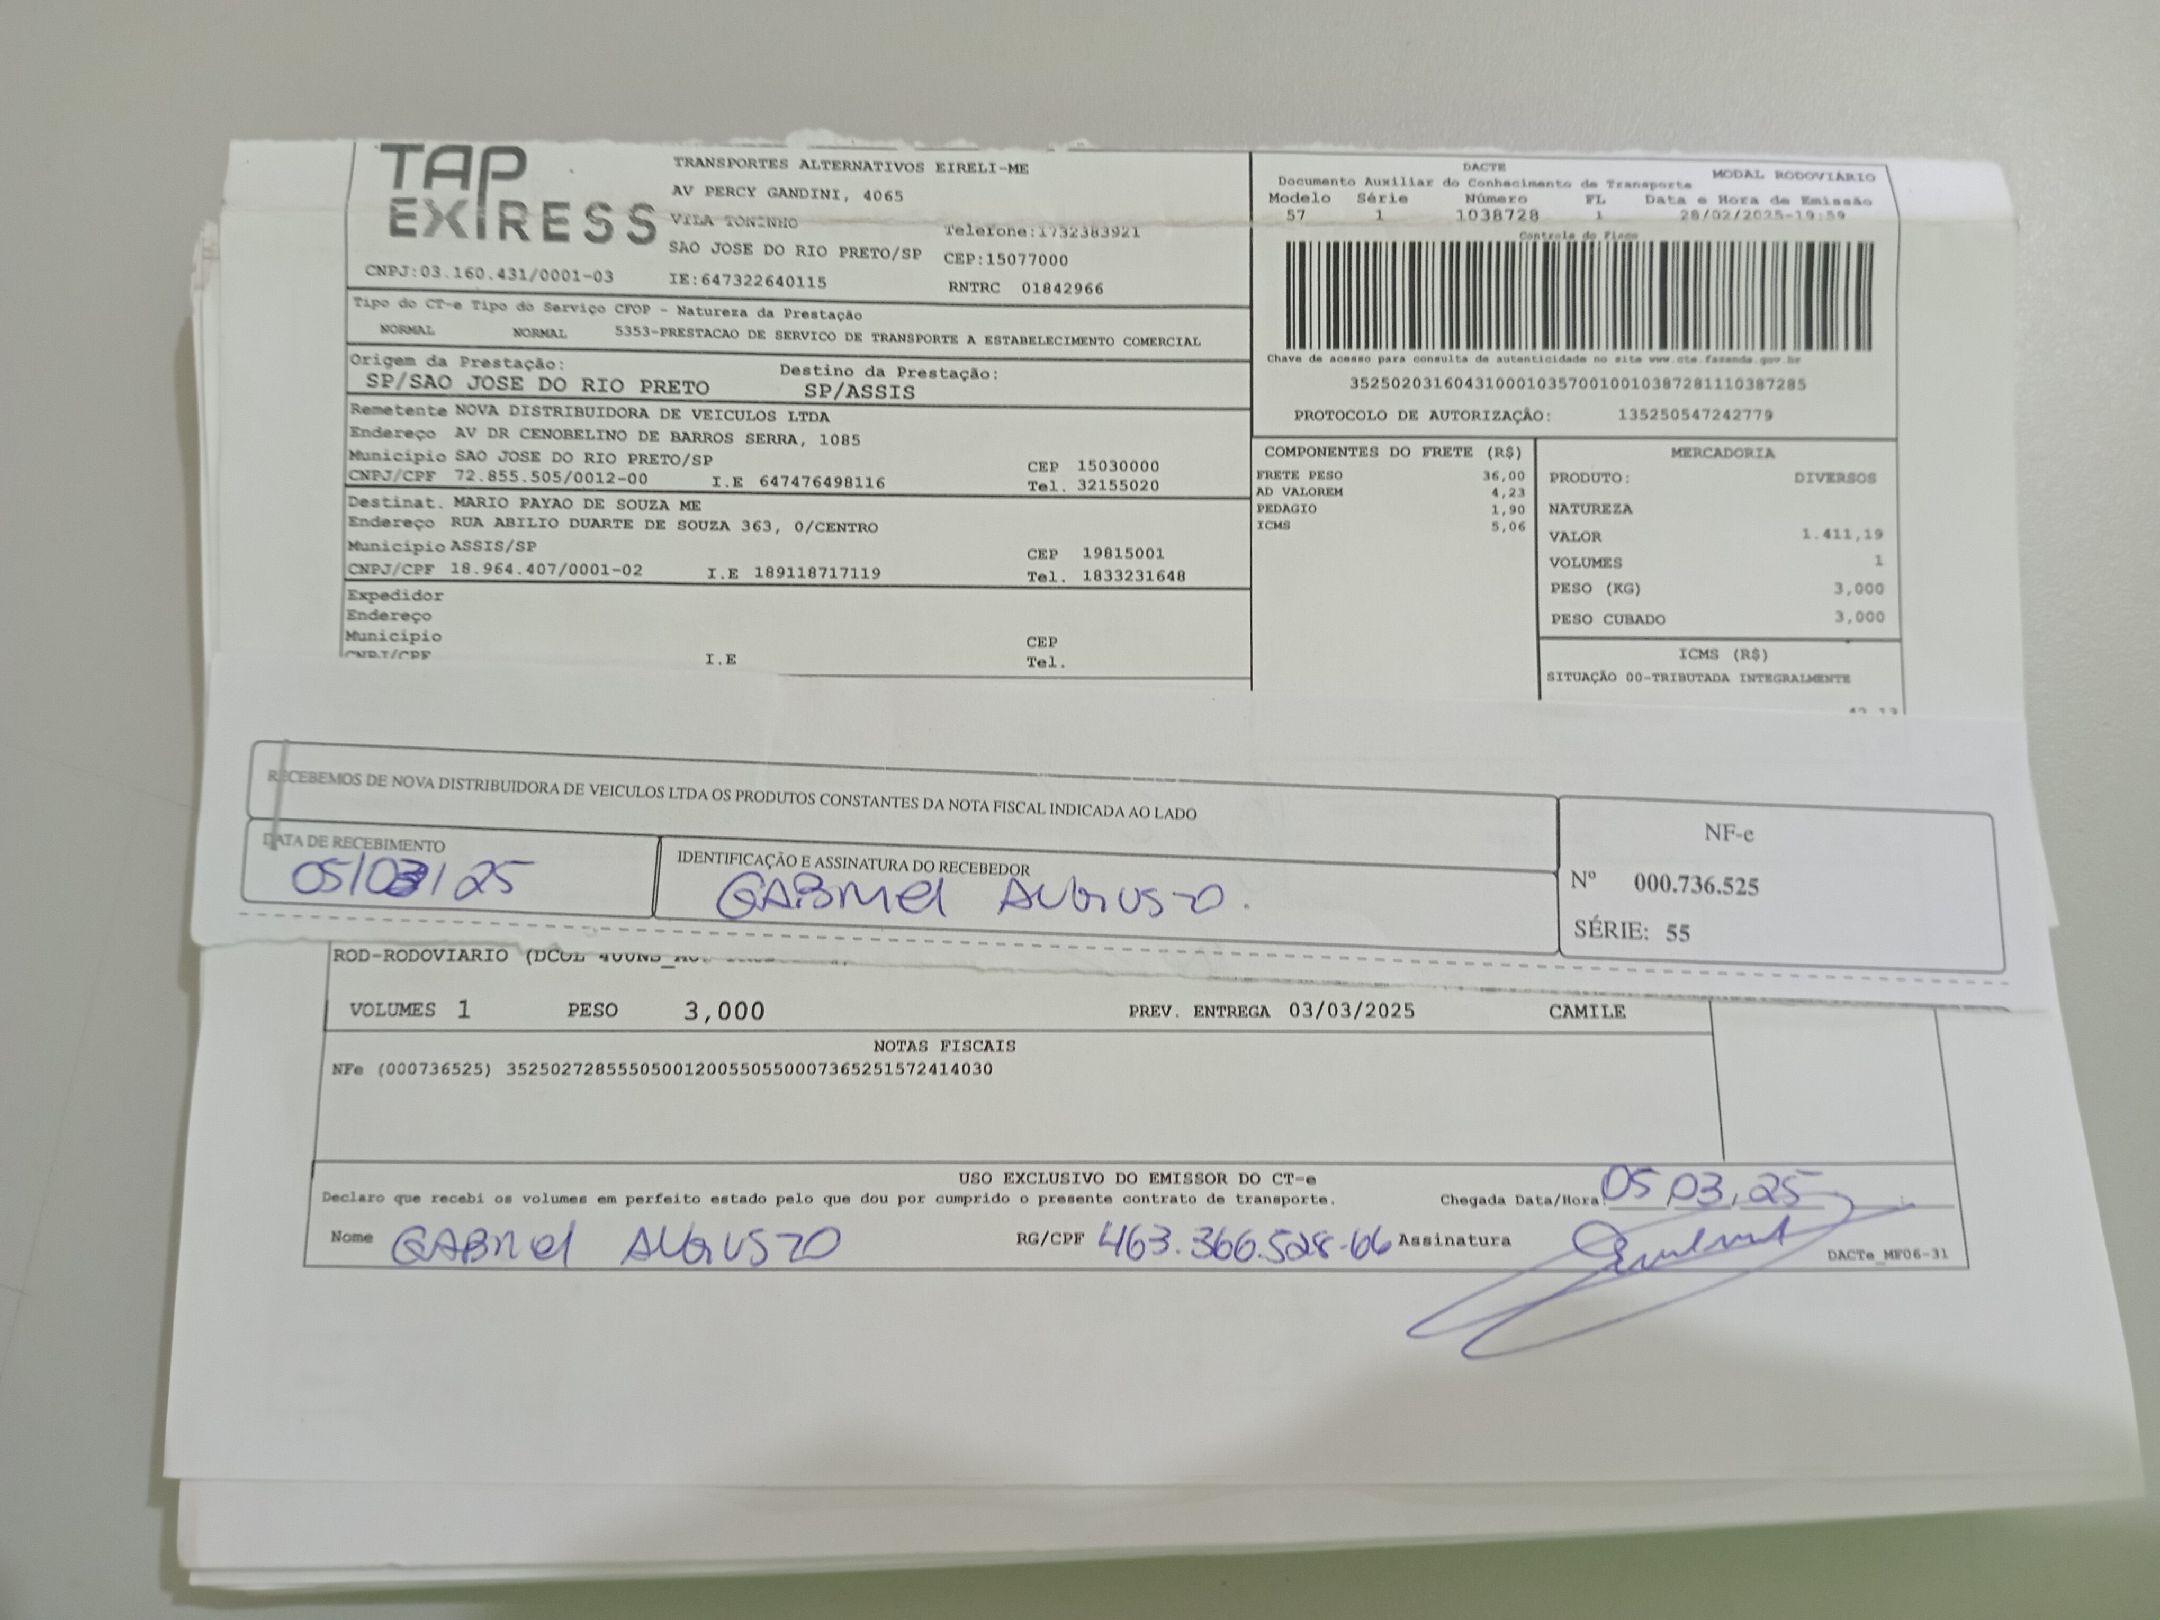 TAP EXPRESS
TRANSPORTES ALTERNATIVOS EIRELI-ME
AV PERCY GANDINI, 4065
VILA TONINHO
SAO JOSE DO RIO PRETO/SP
Telefone:1732383921
CEP:15077000
CNPJ:03.160.431/0001-03
IE:647322640115
RNTRC 01842966
DACTE
MODAL RODOVIÁRIO
Documento Auxiliar do Conhecimento de Transporte
Modelo Série Número FL Data e Hora de Emissão
57 1 1038728 1 28/02/2025-19:59
Controle do Fisco
Chave de acesso para consulta de autenticidade no site www.cte.fazenda.gov.br
35250203160431000103570010010387281110387285
PROTOCOLO DE AUTORIZAÇÃO: 135250547242779
Tipo do CT-e Tipo do Serviço CFOP - Natureza da Prestação
NORMAL NORMAL 5353-PRESTACAO DE SERVICO DE TRANSPORTE A ESTABELECIMENTO COMERCIAL
Origem da Prestação: Destino da Prestação:
SP/SAO JOSE DO RIO PRETO SP/ASSIS
Remetente NOVA DISTRIBUIDORA DE VEICULOS LTDA
Endereço AV DR CENOBELINO DE BARROS SERRA, 1085
Município SAO JOSE DO RIO PRETO/SP CEP 15030000
CNPJ/CPF 72.855.505/0012-00 I.E 647476498116 Tel. 32155020
Destinat. MARIO PAYAO DE SOUZA ME
Endereço RUA ABILIO DUARTE DE SOUZA 363, 0/CENTRO
Município ASSIS/SP CEP 19815001
CNPJ/CPF 18.964.407/0001-02 I.E 189118717119 Tel. 1833231648
Expedidor
Endereço
Município CEP
CNPJ/CPF I.E Tel.
COMPONENTES DO FRETE (R$)
FRETE PESO 36,00
AD VALOREM 4,23
PEDAGIO 1,90
ICMS 5,06
MERCADORIA
PRODUTO: DIVERSOS
NATUREZA
VALOR 1.411,19
VOLUMES 1
PESO (KG) 3,000
PESO CUBADO 3,000
ICMS (R$)
SITUAÇÃO 00-TRIBUTADA INTEGRALMENTE
RECEBEMOS DE NOVA DISTRIBUIDORA DE VEICULOS LTDA OS PRODUTOS CONSTANTES DA NOTA FISCAL INDICADA AO LADO
DATA DE RECEBIMENTO
05/03/25
IDENTIFICAÇÃO E ASSINATURA DO RECEBEDOR
GABRIEL AUGUSTO.
NF-e
Nº 000.736.525
SÉRIE: 55
ROD-RODOVIARIO
VOLUMES 1 PESO 3,000 PREV. ENTREGA 03/03/2025 CAMILE
NOTAS FISCAIS
NFe (000736525) 35250272855505001200550550007365251572414030
USO EXCLUSIVO DO EMISSOR DO CT-e
Declaro que recebi os volumes em perfeito estado pelo que dou por cumprido o presente contrato de transporte. Chegada Data/Hora 05,03,25
Nome GABRIEL AUGUSTO RG/CPF 463.366.528-66 Assinatura
DACTe_MF06-31